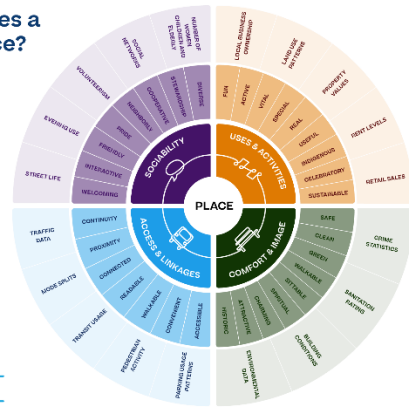 es a
ce?
PLACE
SOCIABILITY
USES & ACTIVITIES
ACCESS & LINKAGES
COMFORT & IMAGE
DIVERSE
STEWARDSHIP
COOPERATIVE
NEIGHBORLY
PRIDE
FRIENDLY
INTERACTIVE
WELCOMING
NUMBER OF
WOMEN
CHILDREN AND
ELDERLY
SOCIAL
NETWORKS
VOLUNTEERISM
EVENING USE
STREET LIFE
FUN
ACTIVE
VITAL
SPECIAL
REAL
USEFUL
INDIGENOUS
CELEBRATORY
SUSTAINABLE
LOCAL BUSINESS
OWNERSHIP
LAND USE
PATTERNS
PROPERTY
VALUES
RENT LEVELS
RETAIL SALES
SAFE
CLEAN
GREEN
WALKABLE
SITTABLE
SPIRITUAL
CHARMING
ATTRACTIVE
HISTORIC
CRIME
STATISTICS
SANITATION
RATING
BUILDING
CONDITIONS
ENVIRONMENTAL
DATA
CONTINUITY
PROXIMITY
CONNECTED
READABLE
WALKABLE
CONVENIENT
ACCESSIBLE
TRAFFIC
DATA
MODE SPLITS
TRANSIT USAGE
PEDESTRIAN
ACTIVITY
PARKING USAGE
PATTERNS